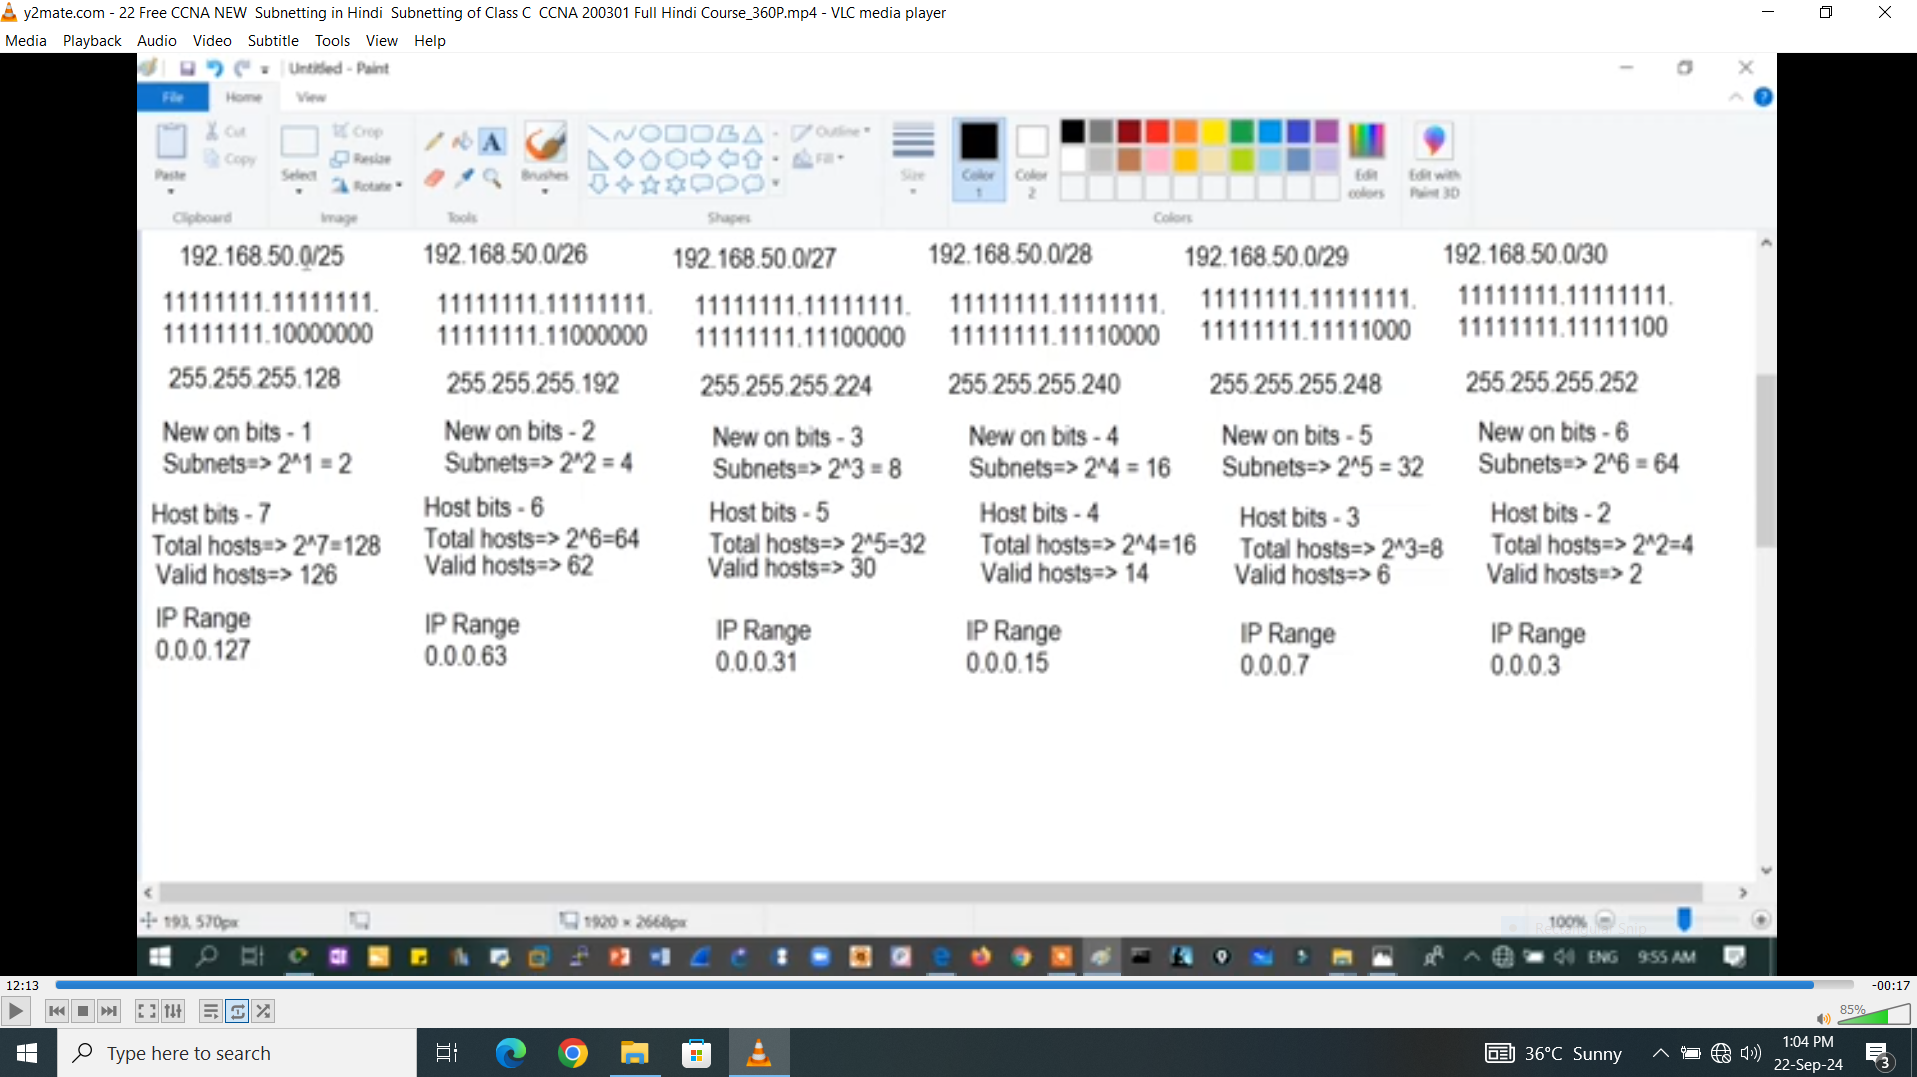 y2mate.com - 22 Free CCNA NEW  Subnetting in Hindi  Subnetting of Class C  CCNA 200301 Full Hindi Course_360P.mp4 - VLC media player
Media Playback Audio Video Subtitle Tools View Help
Untitled - Paint
File Home View
Paste Cut Copy Clipboard
Select Crop Resize Rotate Image
Tools
Brushes
Outline Fill Shapes
Size
Color 1 Color 2
Edit colors
Colors
Edit with Paint 3D
192.168.50.0/25
11111111.11111111.
11111111.10000000
255.255.255.128
New on bits - 1
Subnets=> 2^1 = 2
Host bits - 7
Total hosts=> 2^7=128
Valid hosts=> 126
IP Range
0.0.0.127
192.168.50.0/26
11111111.11111111.
11111111.11000000
255.255.255.192
New on bits - 2
Subnets=> 2^2 = 4
Host bits - 6
Total hosts=> 2^6=64
Valid hosts=> 62
IP Range
0.0.0.63
192.168.50.0/27
11111111.11111111.
11111111.11100000
255.255.255.224
New on bits - 3
Subnets=> 2^3 = 8
Host bits - 5
Total hosts=> 2^5=32
Valid hosts=> 30
IP Range
0.0.0.31
192.168.50.0/28
11111111.11111111.
11111111.11110000
255.255.255.240
New on bits - 4
Subnets=> 2^4 = 16
Host bits - 4
Total hosts=> 2^4=16
Valid hosts=> 14
IP Range
0.0.0.15
192.168.50.0/29
11111111.11111111.
11111111.11111000
255.255.255.248
New on bits - 5
Subnets=> 2^5 = 32
Host bits - 3
Total hosts=> 2^3=8
Valid hosts=> 6
IP Range
0.0.0.7
192.168.50.0/30
11111111.11111111.
11111111.11111100
255.255.255.252
New on bits - 6
Subnets=> 2^6 = 64
Host bits - 2
Total hosts=> 2^2=4
Valid hosts=> 2
IP Range
0.0.0.3
193, 570px
1920 × 2668px
100%
Rectangular Snip
ENG 9:55 AM
12:13
-00:17
85%
Type here to search
36°C Sunny
1:04 PM
22-Sep-24
3